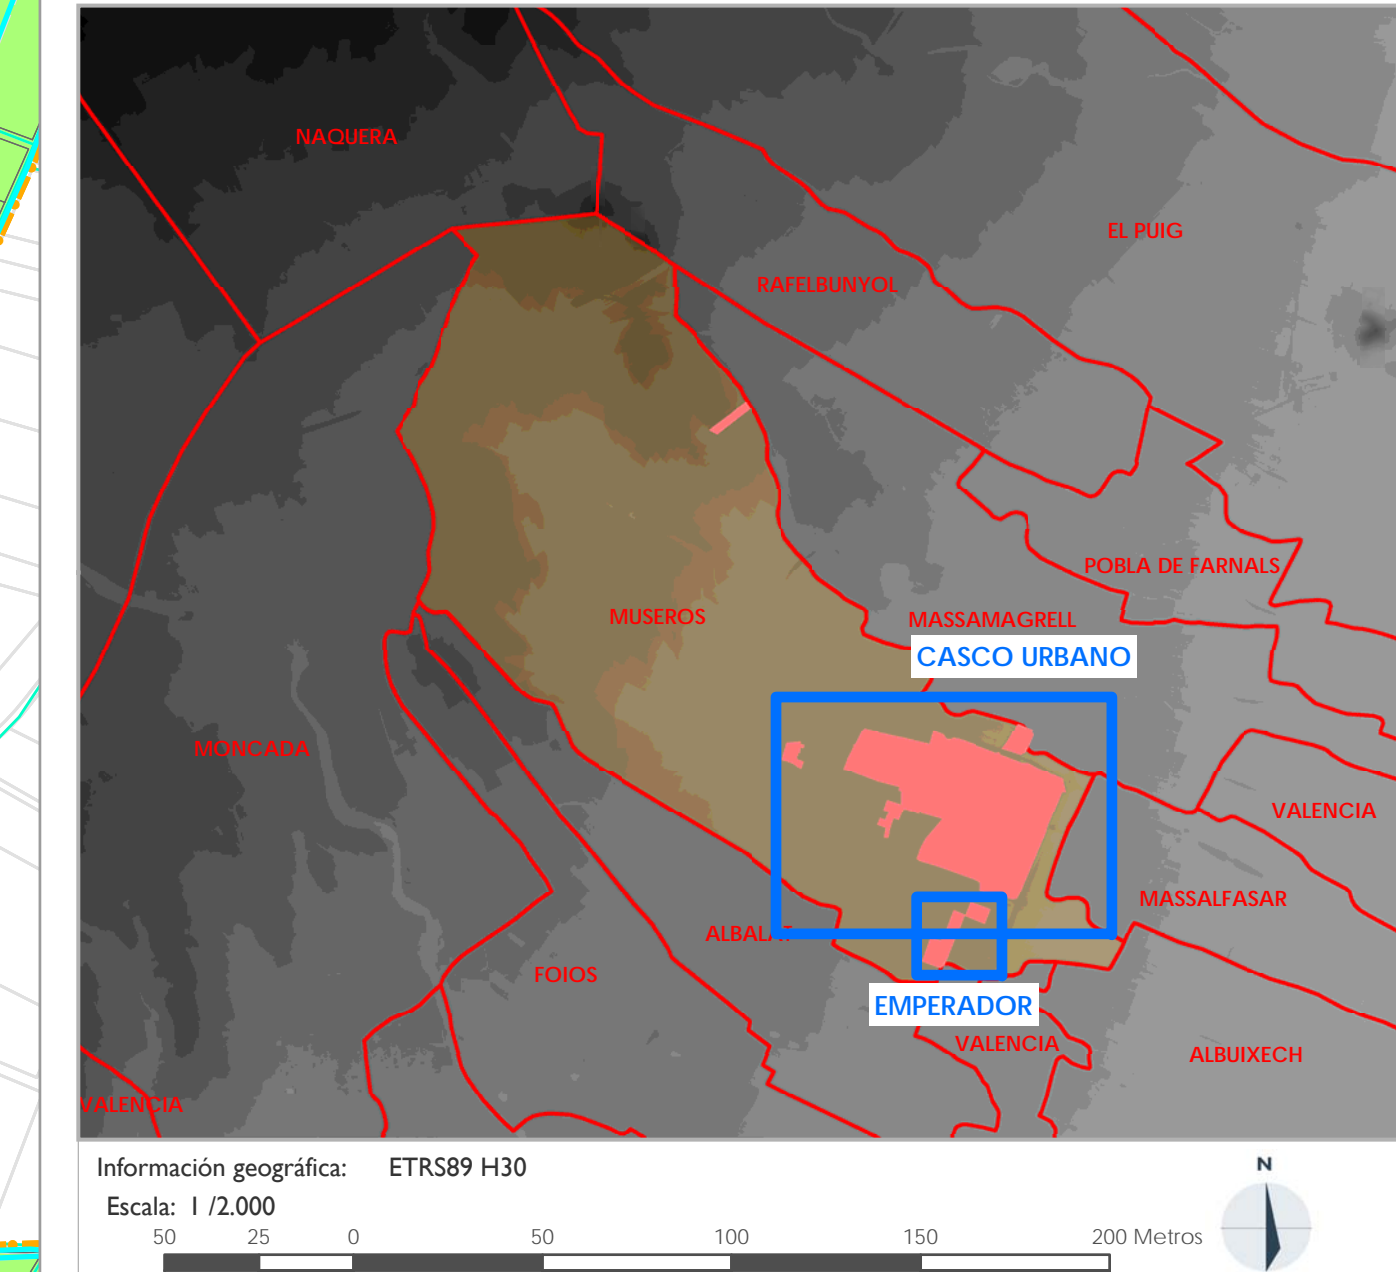 NAQUERA
EL PUIG
RAFELBUNYOL
POBLA DE FARNALS
MUSEROS
MASSAMAGRELL
CASCO URBANO
MONCADA
VALENCIA
MASSALFASAR
ALBALAT
FOIOS
EMPERADOR
VALENCIA
ALBUIXECH
VALENCIA
Información geográfica: ETRS89 H30
Escala: 1 /2.000
N
50 25 0 50 100 150 200 Metros